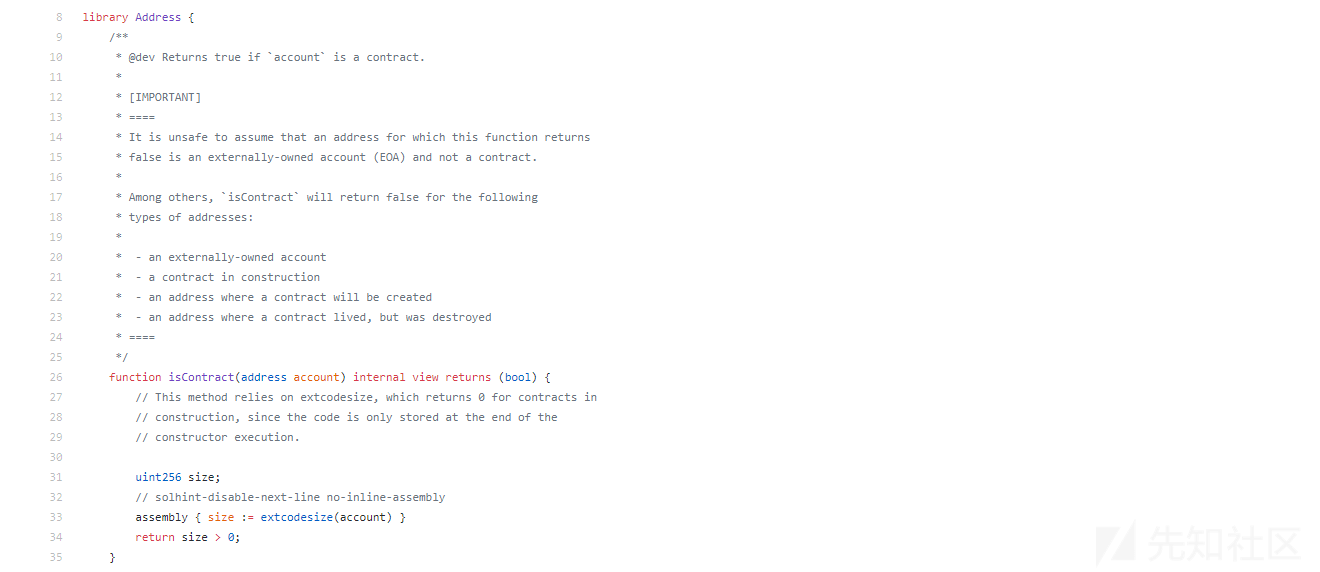 8 library Address {
9 /**
10 * @dev Returns true if `account` is a contract.
11 *
12 * [IMPORTANT]
13 * ====
14 * It is unsafe to assume that an address for which this function returns
15 * false is an externally-owned account (EOA) and not a contract.
16 *
17 * Among others, `isContract` will return false for the following
18 * types of addresses:
19 *
20 *  - an externally-owned account
21 *  - a contract in construction
22 *  - an address where a contract will be created
23 *  - an address where a contract lived, but was destroyed
24 * ====
25 */
26 function isContract(address account) internal view returns (bool) {
27 // This method relies on extcodesize, which returns 0 for contracts in
28 // construction, since the code is only stored at the end of the
29 // constructor execution.
30
31 uint256 size;
32 // solhint-disable-next-line no-inline-assembly
33 assembly { size := extcodesize(account) }
34 return size > 0;
35 }
先知社区